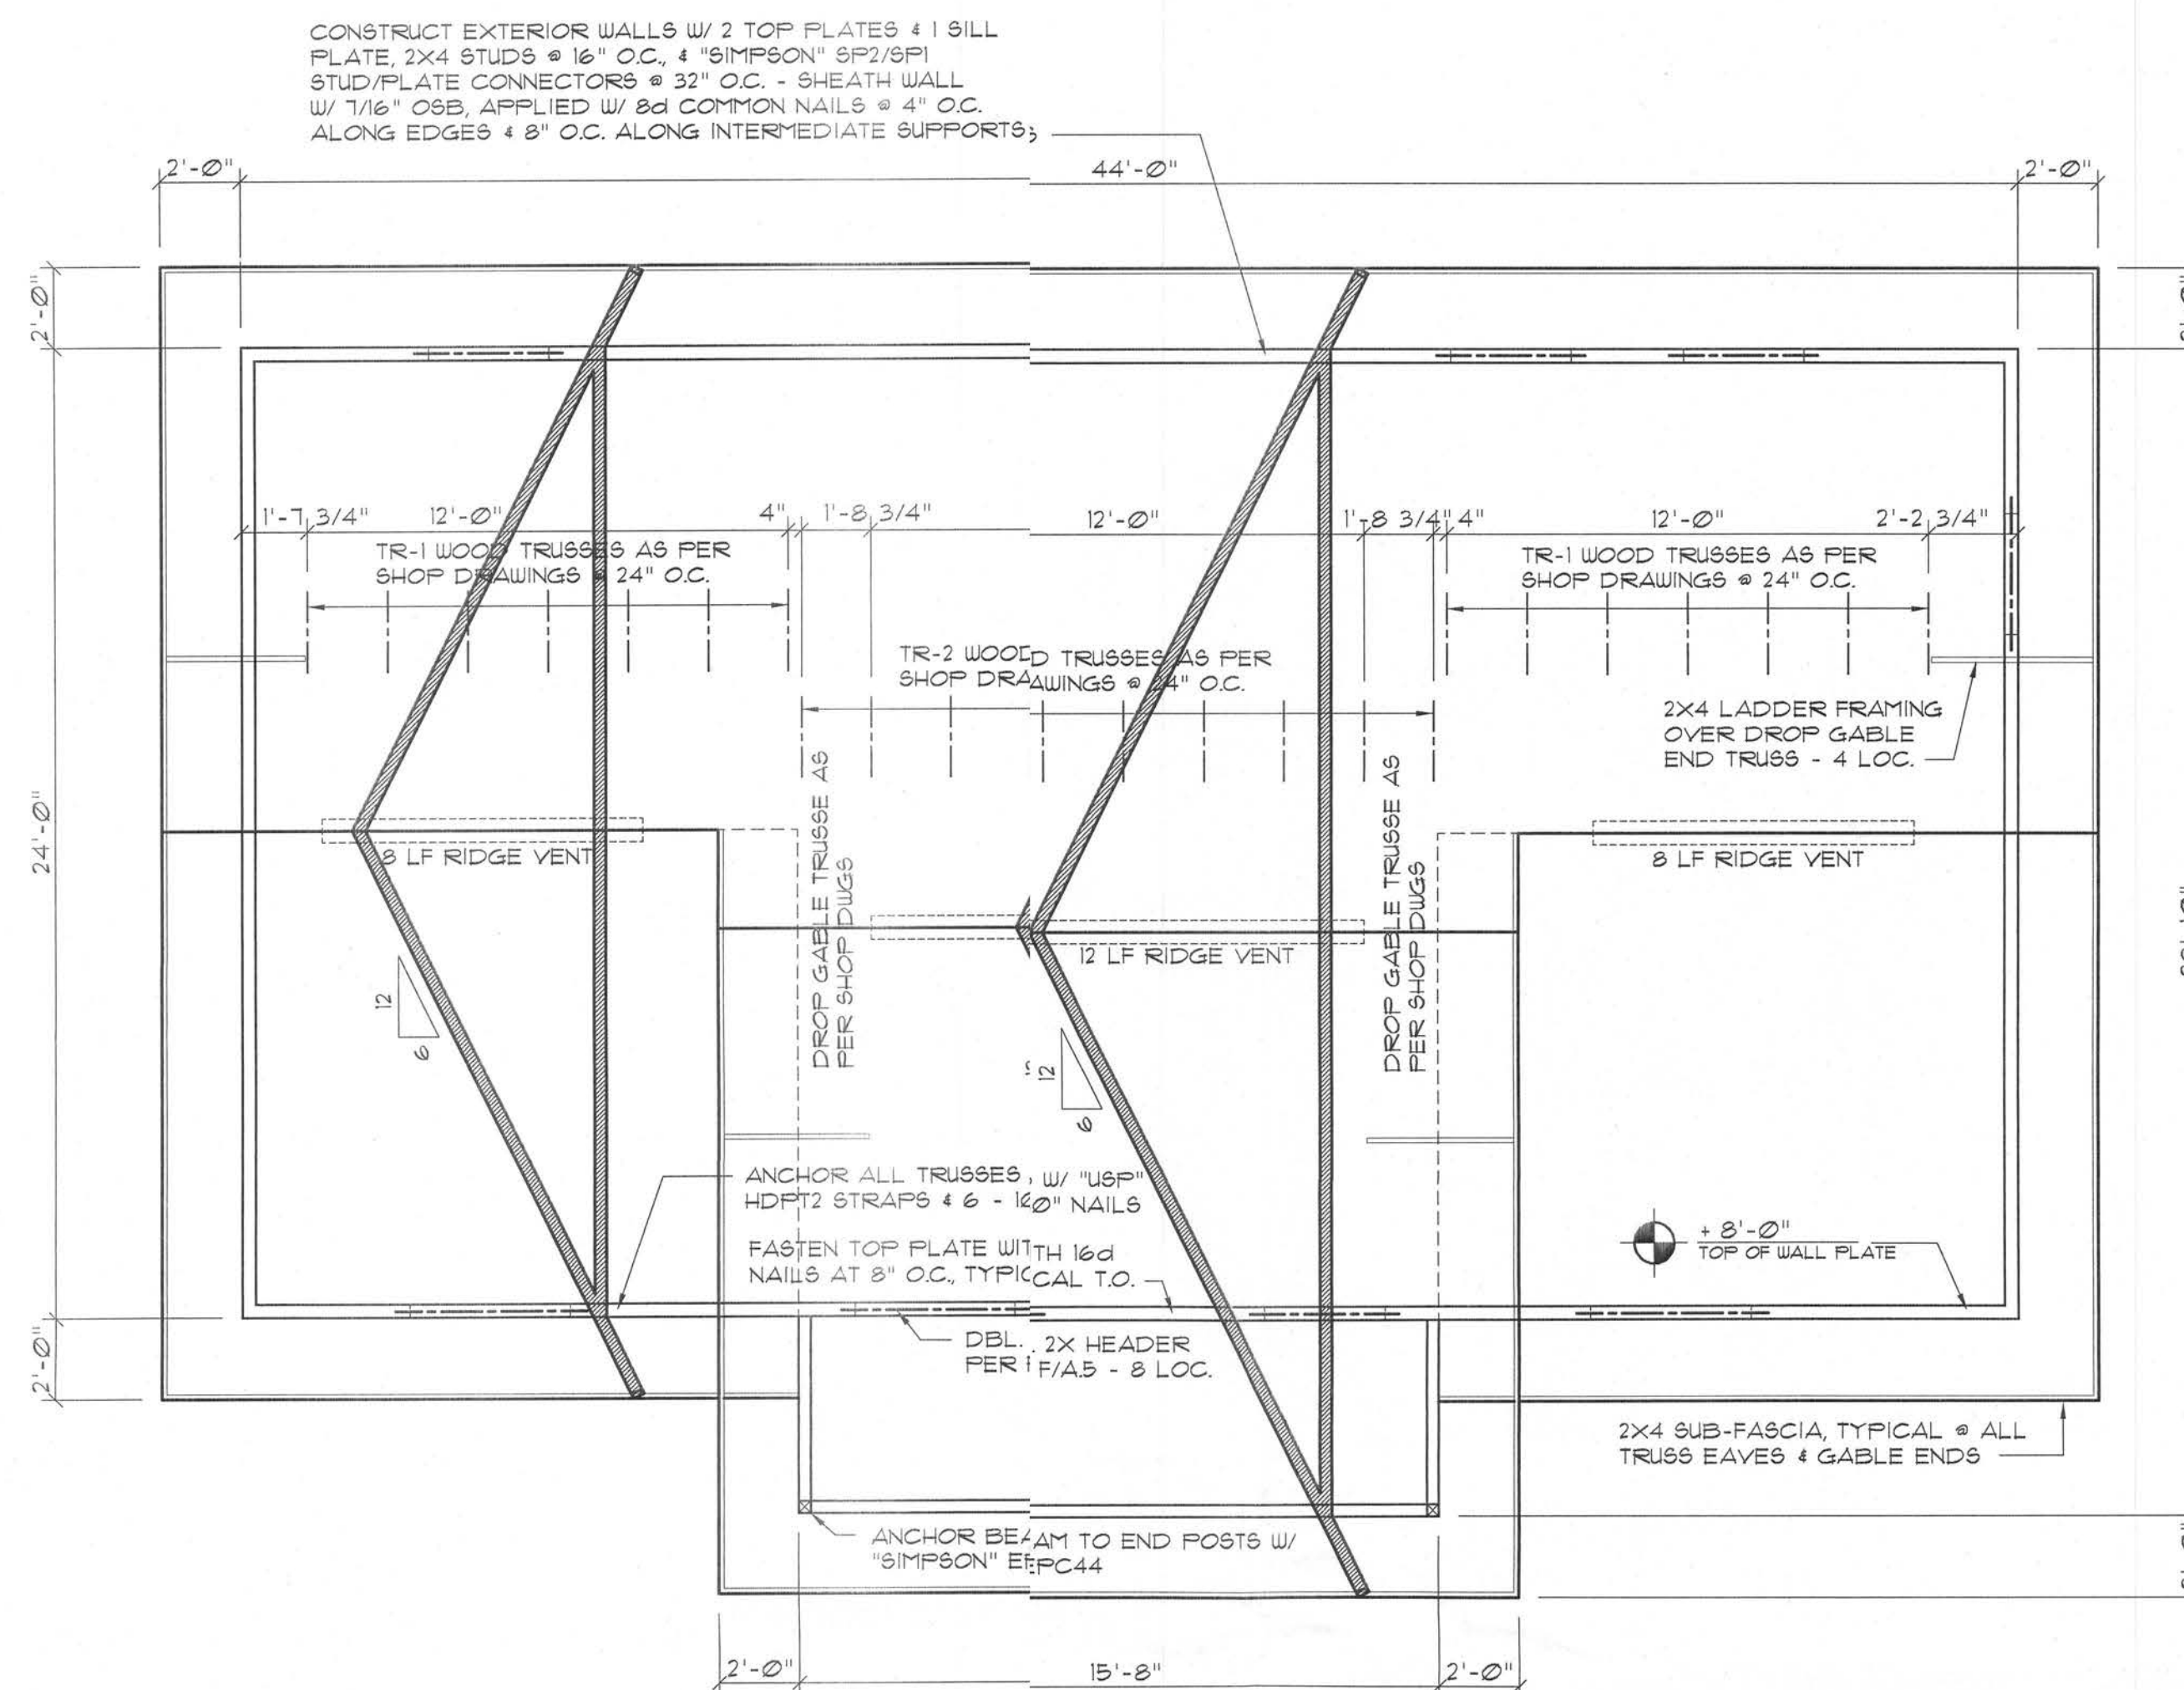 CONSTRUCT EXTERIOR WALLS W/ 2 TOP PLATES & 1 SILL
PLATE, 2X4 STUDS @ 16" O.C., & "SIMPSON" SP2/SP1
STUD/PLATE CONNECTORS @ 32" O.C. - SHEATH WALL
W/ 7/16" OSB, APPLIED W/ 8d COMMON NAILS @ 4" O.C.
ALONG EDGES & 8" O.C. ALONG INTERMEDIATE SUPPORTS;
2'-0"
44'-0"
2'-0"
2'-0"
1'-7 3/4"
12'-0"
4"
1'-8 3/4"
12'-0"
1'-8 3/4"
4"
12'-0"
2'-2 3/4"
TR-1 WOOD TRUSSES AS PER
SHOP DRAWINGS @ 24" O.C.
TR-1 WOOD TRUSSES AS PER
SHOP DRAWINGS @ 24" O.C.
TR-2 WOOD TRUSSES AS PER
SHOP DRAWINGS @ 24" O.C.
2X4 LADDER FRAMING
OVER DROP GABLE
END TRUSS - 4 LOC.
DROP GABLE TRUSSE AS
PER SHOP DWGS
DROP GABLE TRUSSE AS
PER SHOP DWGS
24'-0"
8 LF RIDGE VENT
8 LF RIDGE VENT
12 LF RIDGE VENT
12
6
12
6
ANCHOR ALL TRUSSES, W/ "USP"
HDPT2 STRAPS & 6 - 10" NAILS
FASTEN TOP PLATE WITH 16d
NAILS AT 8" O.C., TYPICAL T.O.
+ 8'-0"
TOP OF WALL PLATE
DBL. 2X HEADER
PER F/A.5 - 8 LOC.
2'-0"
2X4 SUB-FASCIA, TYPICAL @ ALL
TRUSS EAVES & GABLE ENDS
ANCHOR BEAM TO END POSTS W/
"SIMPSON" EPC44
2'-0"
15'-8"
2'-0"